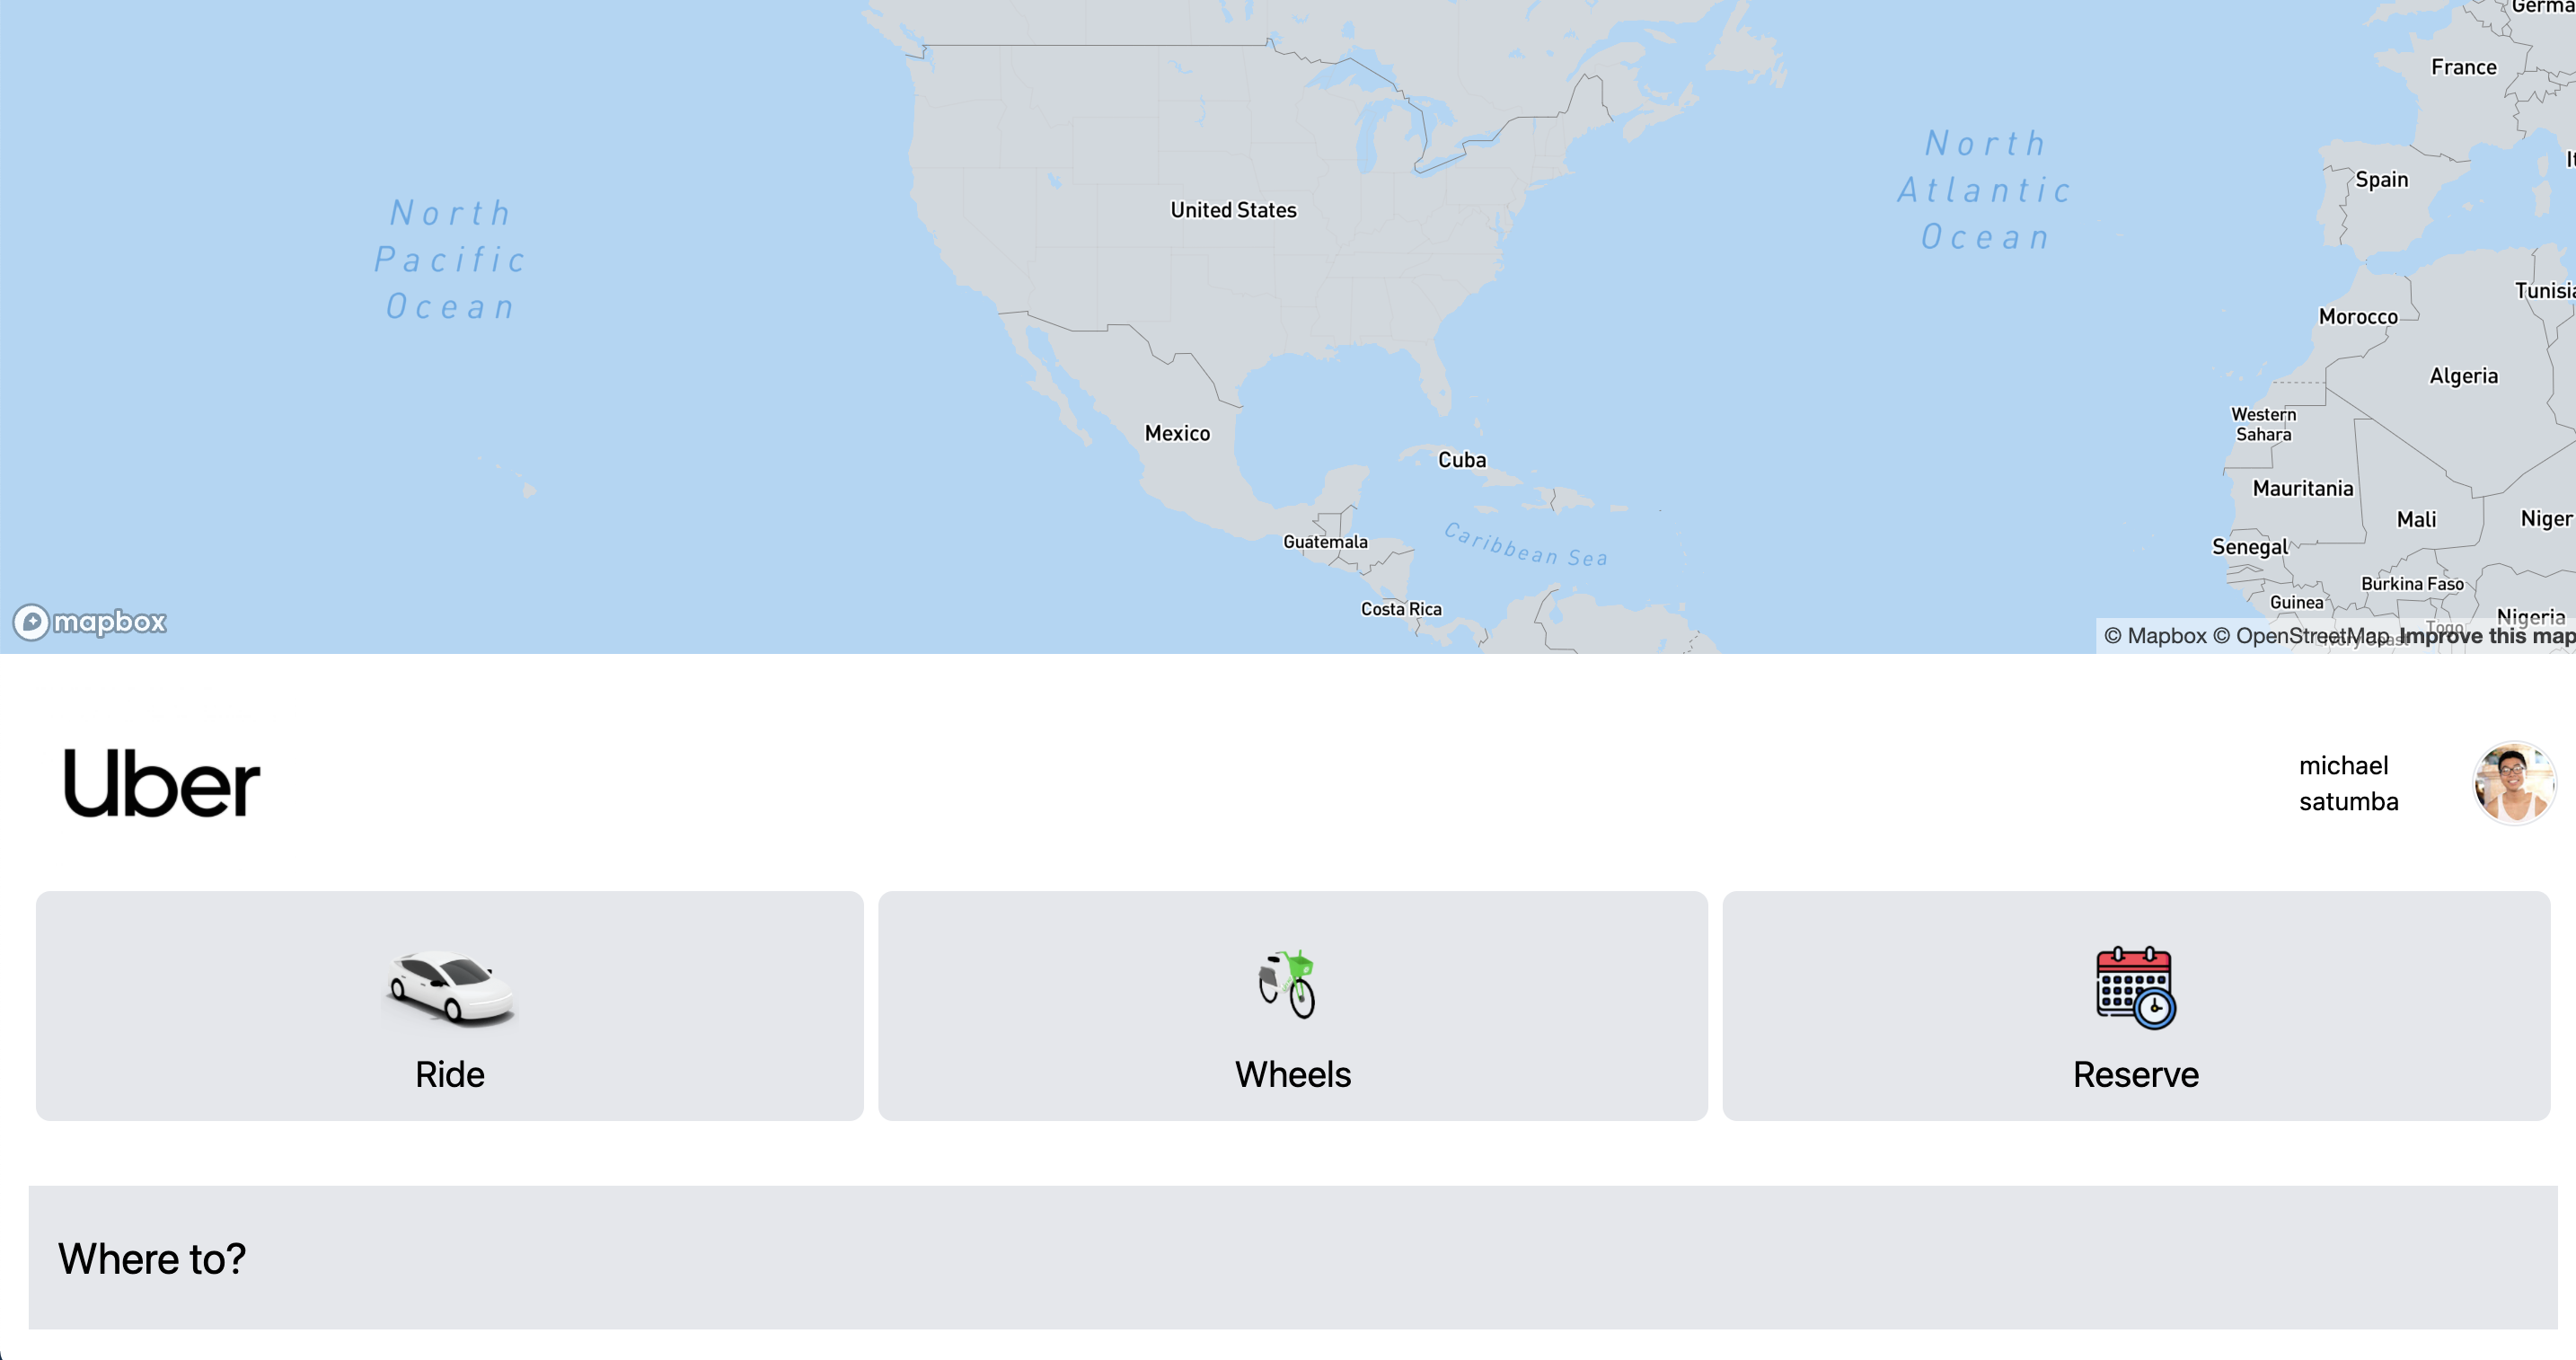 Germa
France
North
Atlantic
Ocean
It
Spain
United States
North
Pacific
Ocean
Tunisia
Morocco
Algeria
Western
Sahara
Mexico
Cuba
Mauritania
Mali
Niger
Guatemala
Caribbean Sea
Senegal
Burkina Faso
Costa Rica
Guinea
Nigeria
Togo
Ivory Coast
mapbox
© Mapbox © OpenStreetMap Improve this map
Uber
michael
satumba
Ride
Wheels
Reserve
Where to?